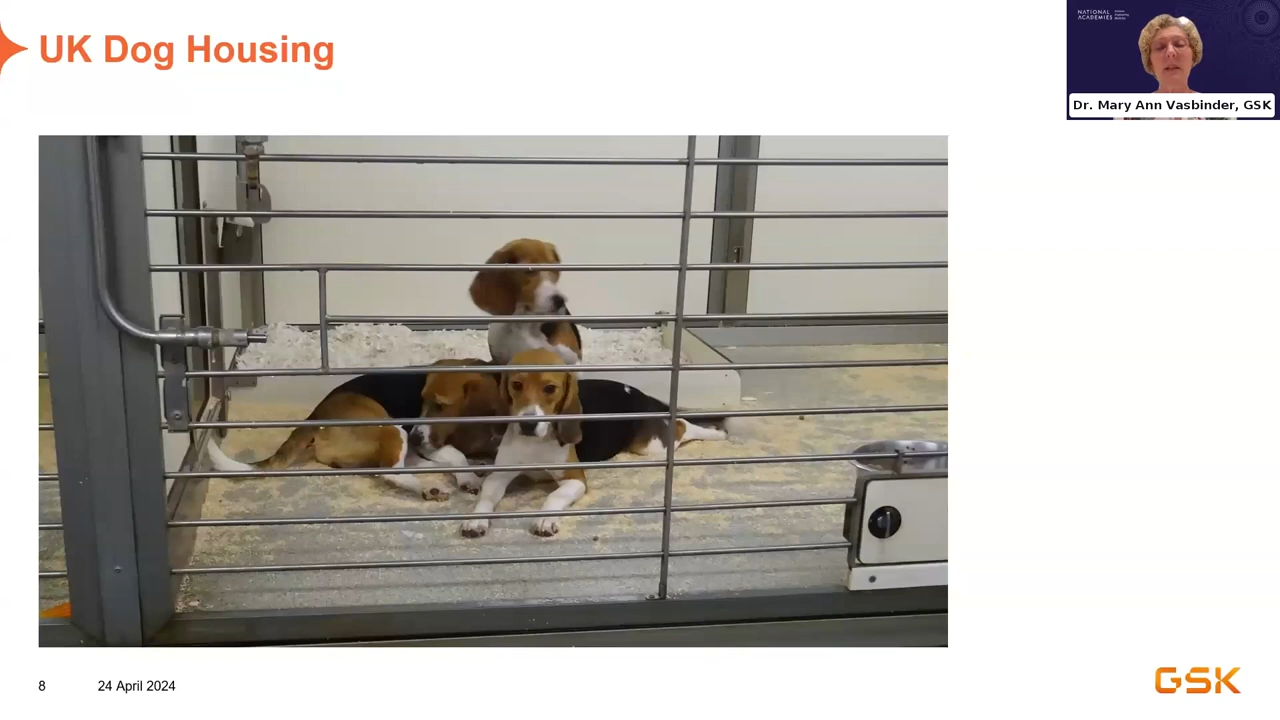 UK Dog Housing
NATIONAL
ACADEMIES
Dr. Mary Ann Vasbinder, GSK
8
24 April 2024
GSK